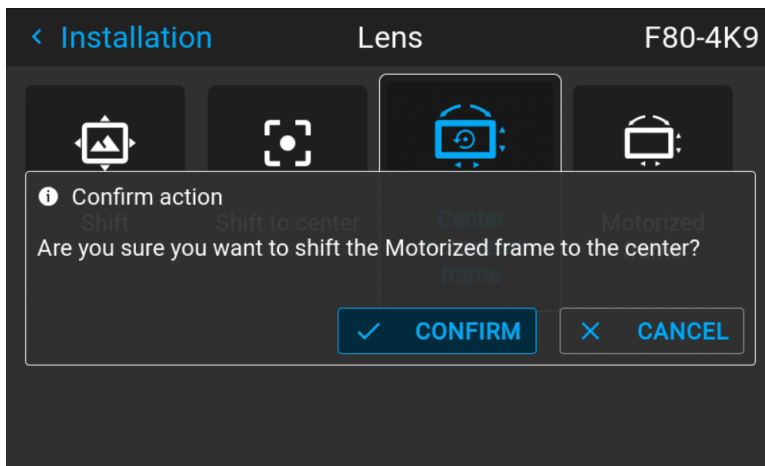 Installation
Lens
F80-4K9
Confirm action
Shift
Shift to center
Center
Motorized
Are you sure you want to shift the Motorized frame to the center?
frame
CONFIRM
CANCEL